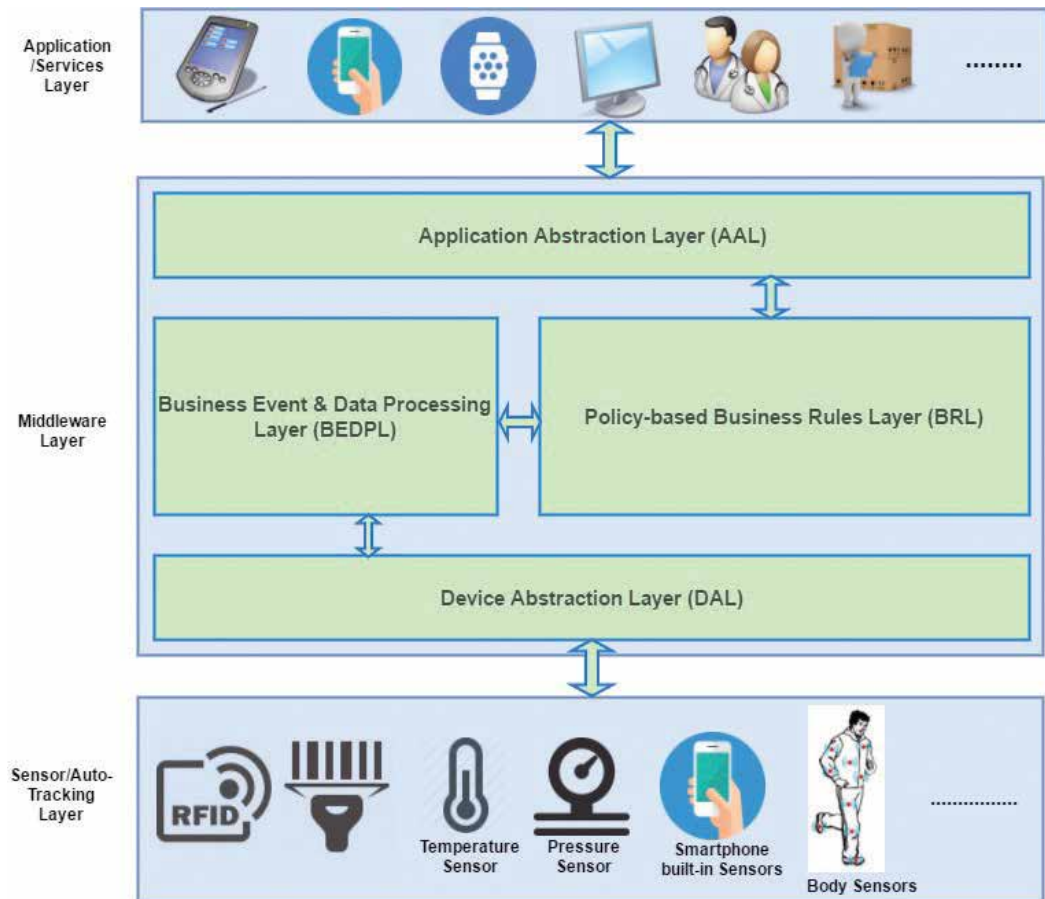 Application
/Services
Layer
........
Application Abstraction Layer (AAL)
Business Event & Data Processing
Layer (BEDPL)
Policy-based Business Rules Layer (BRL)
Middleware
Layer
Device Abstraction Layer (DAL)
Sensor/Auto-
Tracking
Layer
RFID
Temperature
Sensor
Pressure
Sensor
Smartphone
built-in Sensors
Body Sensors
................